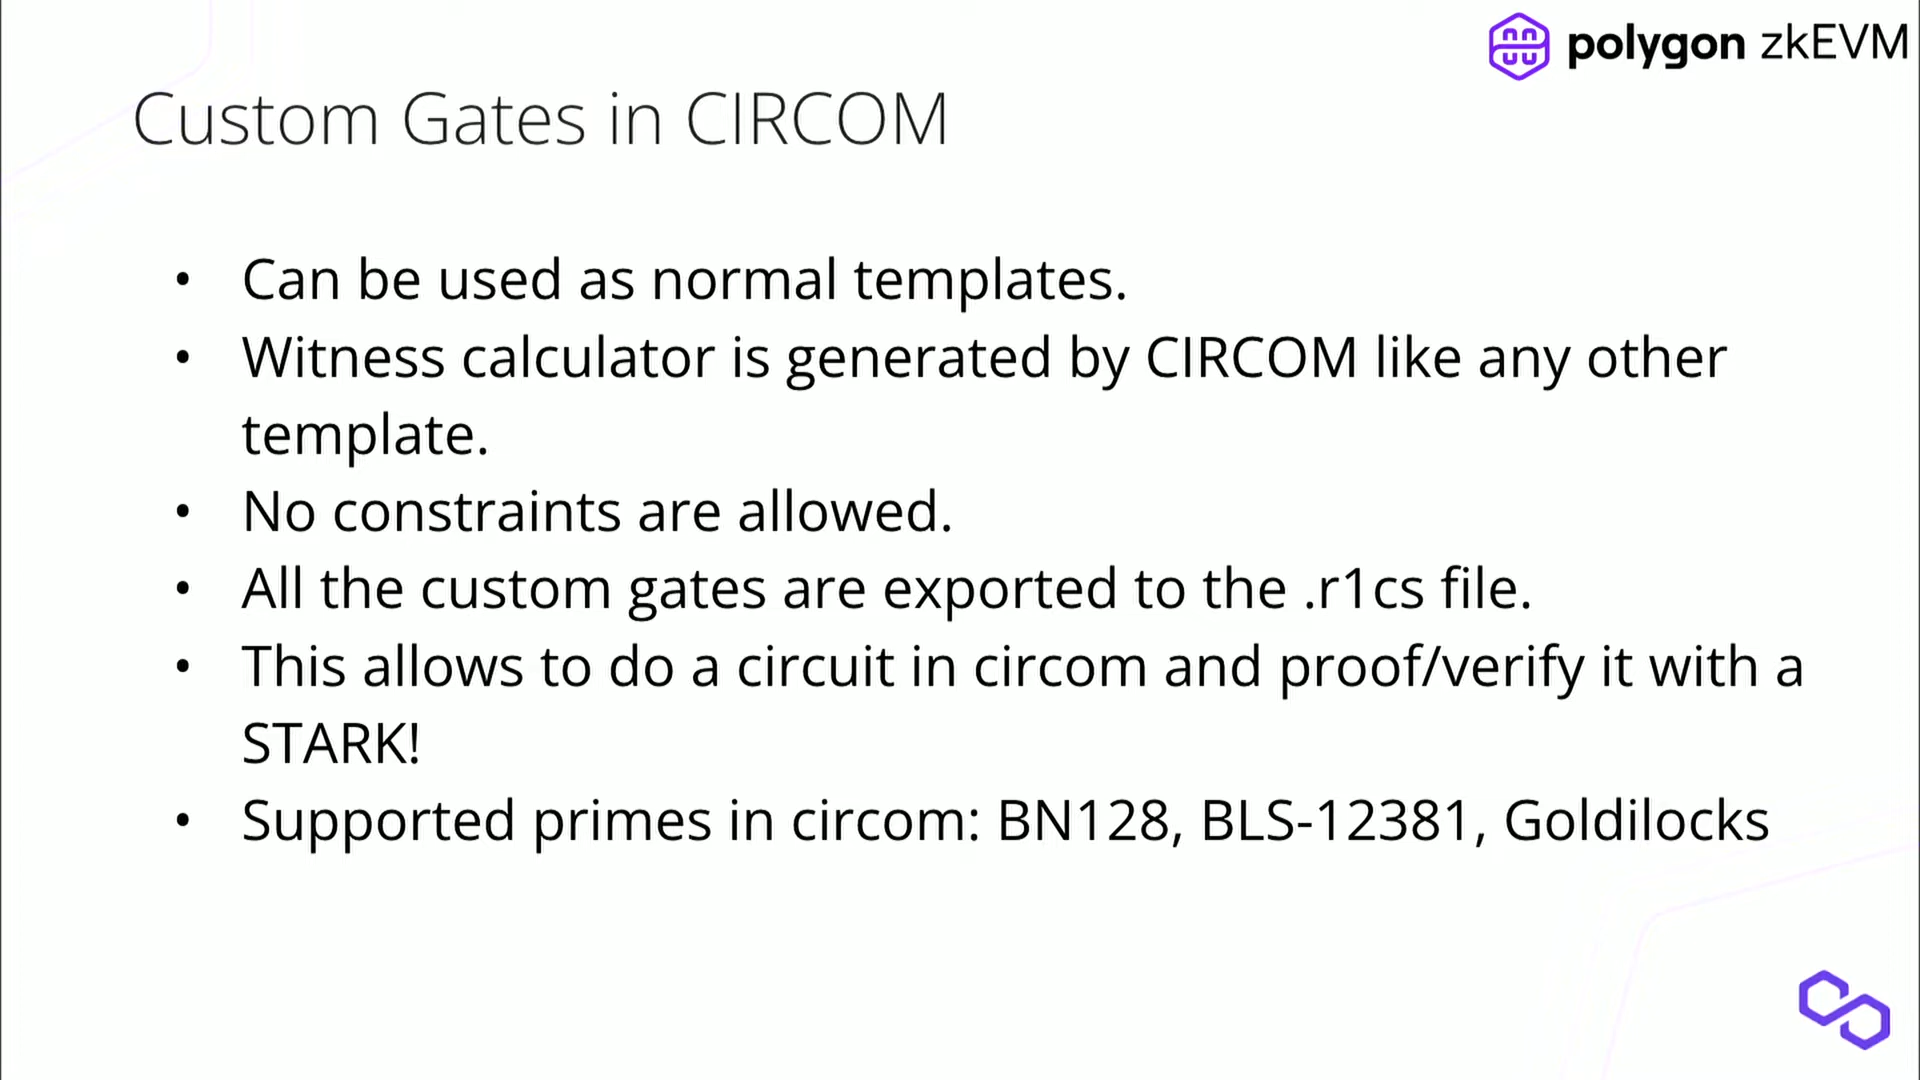 polygon zkEVM
Custom Gates in CIRCOM
• Can be used as normal templates.
• Witness calculator is generated by CIRCOM like any other
template.
• No constraints are allowed.
• All the custom gates are exported to the .r1cs file.
• This allows to do a circuit in circom and proof/verify it with a
STARK!
• Supported primes in circom: BN128, BLS-12381, Goldilocks